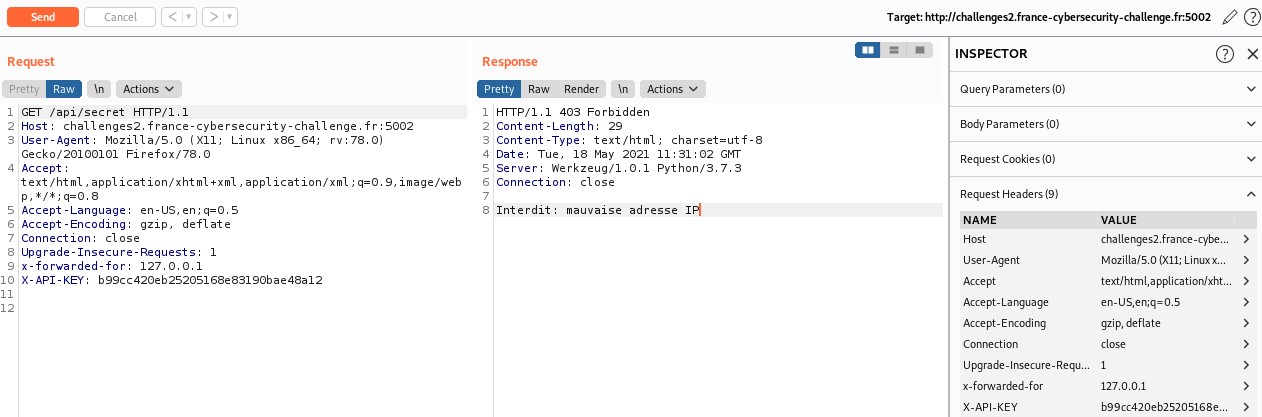 Send Cancel < > Target: http://challenges2.france-cybersecurity-challenge.fr:5002 ?
Request
Pretty Raw \n Actions
1 GET /api/secret HTTP/1.1
2 Host: challenges2.france-cybersecurity-challenge.fr:5002
3 User-Agent: Mozilla/5.0 (X11; Linux x86_64; rv:78.0)
Gecko/20100101 Firefox/78.0
4 Accept:
text/html,application/xhtml+xml,application/xml;q=0.9,image/web
p,*/*;q=0.8
5 Accept-Language: en-US,en;q=0.5
6 Accept-Encoding: gzip, deflate
7 Connection: close
8 Upgrade-Insecure-Requests: 1
9 x-forwarded-for: 127.0.0.1
10 X-API-KEY: b99cc420eb25205168e83190bae48a12
11
12
Response
Pretty Raw Render \n Actions
1 HTTP/1.1 403 Forbidden
2 Content-Length: 29
3 Content-Type: text/html; charset=utf-8
4 Date: Tue, 18 May 2021 11:31:02 GMT
5 Server: Werkzeug/1.0.1 Python/3.7.3
6 Connection: close
7
8 Interdit: mauvaise adresse IP
INSPECTOR ?
Query Parameters (0)
Body Parameters (0)
Request Cookies (0)
Request Headers (9)
NAME VALUE
Host challenges2.france-cybe...
User-Agent Mozilla/5.0 (X11; Linux x...
Accept text/html,application/xht...
Accept-Language en-US,en;q=0.5
Accept-Encoding gzip, deflate
Connection close
Upgrade-Insecure-Requ... 1
x-forwarded-for 127.0.0.1
X-API-KEY b99cc420eb25205168e...